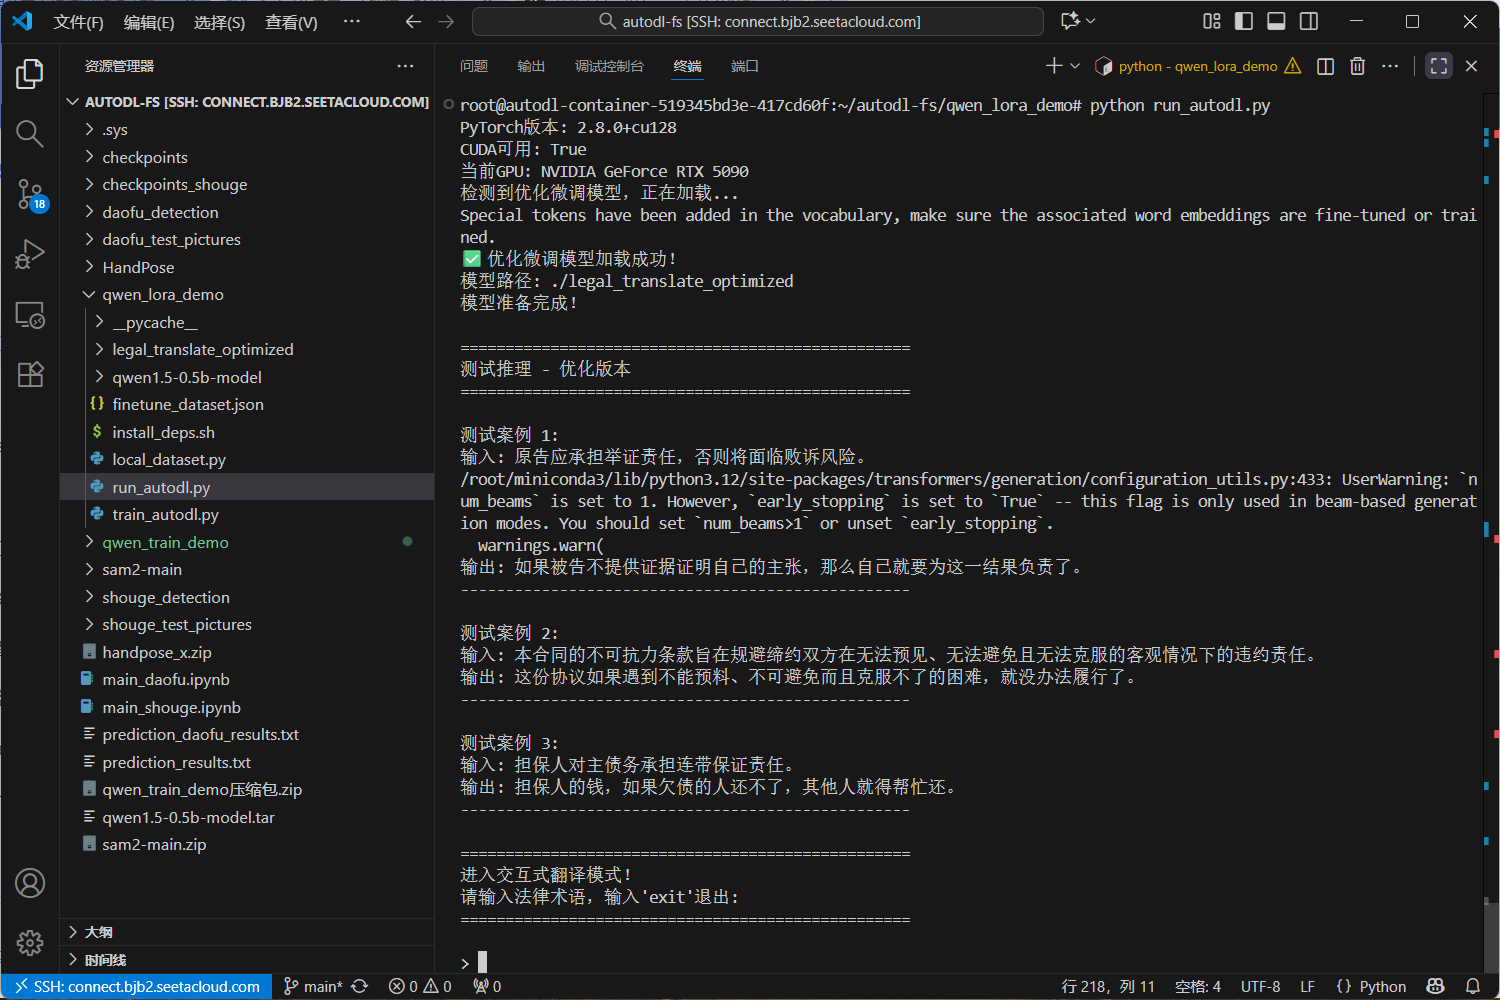 文件(F) 编辑(E) 选择(S) 查看(V) ··· autodl-fs [SSH: connect.bjb2.seetacloud.com]
资源管理器 ···
AUTODL-FS [SSH: CONNECT.BJB2.SEETACLOUD.COM]
.sys
checkpoints
checkpoints_shouge
daofu_detection
daofu_test_pictures
HandPose
qwen_lora_demo
__pycache__
legal_translate_optimized
qwen1.5-0.5b-model
finetune_dataset.json
install_deps.sh
local_dataset.py
run_autodl.py
train_autodl.py
qwen_train_demo
sam2-main
shouge_detection
shouge_test_pictures
handpose_x.zip
main_daofu.ipynb
main_shouge.ipynb
prediction_daofu_results.txt
prediction_results.txt
qwen_train_demo压缩包.zip
qwen1.5-0.5b-model.tar
sam2-main.zip
大纲
时间线
18
问题 输出 调试控制台 终端 端口 python - qwen_lora_demo ···
root@autodl-container-519345bd3e-417cd60f:~/autodl-fs/qwen_lora_demo# python run_autodl.py
PyTorch版本: 2.8.0+cu128
CUDA可用: True
当前GPU: NVIDIA GeForce RTX 5090
检测到优化微调模型，正在加载...
Special tokens have been added in the vocabulary, make sure the associated word embeddings are fine-tuned or trai
ned.
✅ 优化微调模型加载成功！
模型路径: ./legal_translate_optimized
模型准备完成！
==================================================
测试推理 - 优化版本
==================================================
测试案例 1:
输入: 原告应承担举证责任，否则将面临败诉风险。
/root/miniconda3/lib/python3.12/site-packages/transformers/generation/configuration_utils.py:433: UserWarning: `n
um_beams` is set to 1. However, `early_stopping` is set to `True` -- this flag is only used in beam-based generat
ion modes. You should set `num_beams>1` or unset `early_stopping`.
warnings.warn(
输出: 如果被告不提供证据证明自己的主张，那么自己就要为这一结果负责了。
--------------------------------------------------
测试案例 2:
输入: 本合同的不可抗力条款旨在规避缔约双方在无法预见、无法避免且无法克服的客观情况下的违约责任。
输出: 这份协议如果遇到不能预料、不可避免而且克服不了的困难，就没办法履行了。
--------------------------------------------------
测试案例 3:
输入: 担保人对主债务承担连带保证责任。
输出: 担保人的钱，如果欠债的人还不了，其他人就得帮忙还。
--------------------------------------------------
==================================================
进入交互式翻译模式！
请输入法律术语，输入'exit'退出:
==================================================
>
SSH: connect.bjb2.seetacloud.com main* 0 0 0 行 218，列 11 空格: 4 UTF-8 LF {} Python